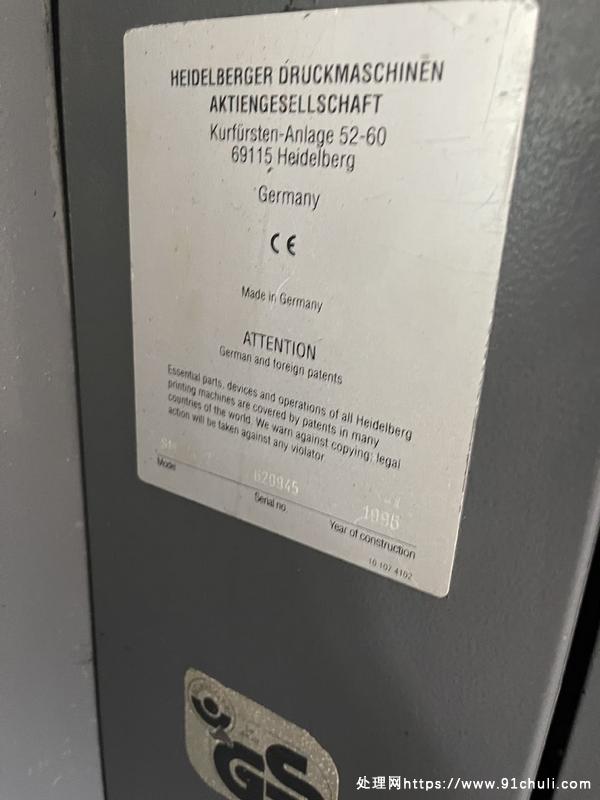 HEIDELBERGER DRUCKMASCHINEN
AKTIENGESELLSCHAFT
Kurfürsten-Anlage 52-60
69115 Heidelberg
Germany
CE
Made in Germany
ATTENTION
German and foreign patents
Essential parts, devices and operations of all Heidelberg
printing machines are covered by patents in many
countries of the world. We warn against copying; legal
action will be taken against any violator
620945
Model
Serial no.
Year of construction
GS
处理网https://www.91chuli.com/